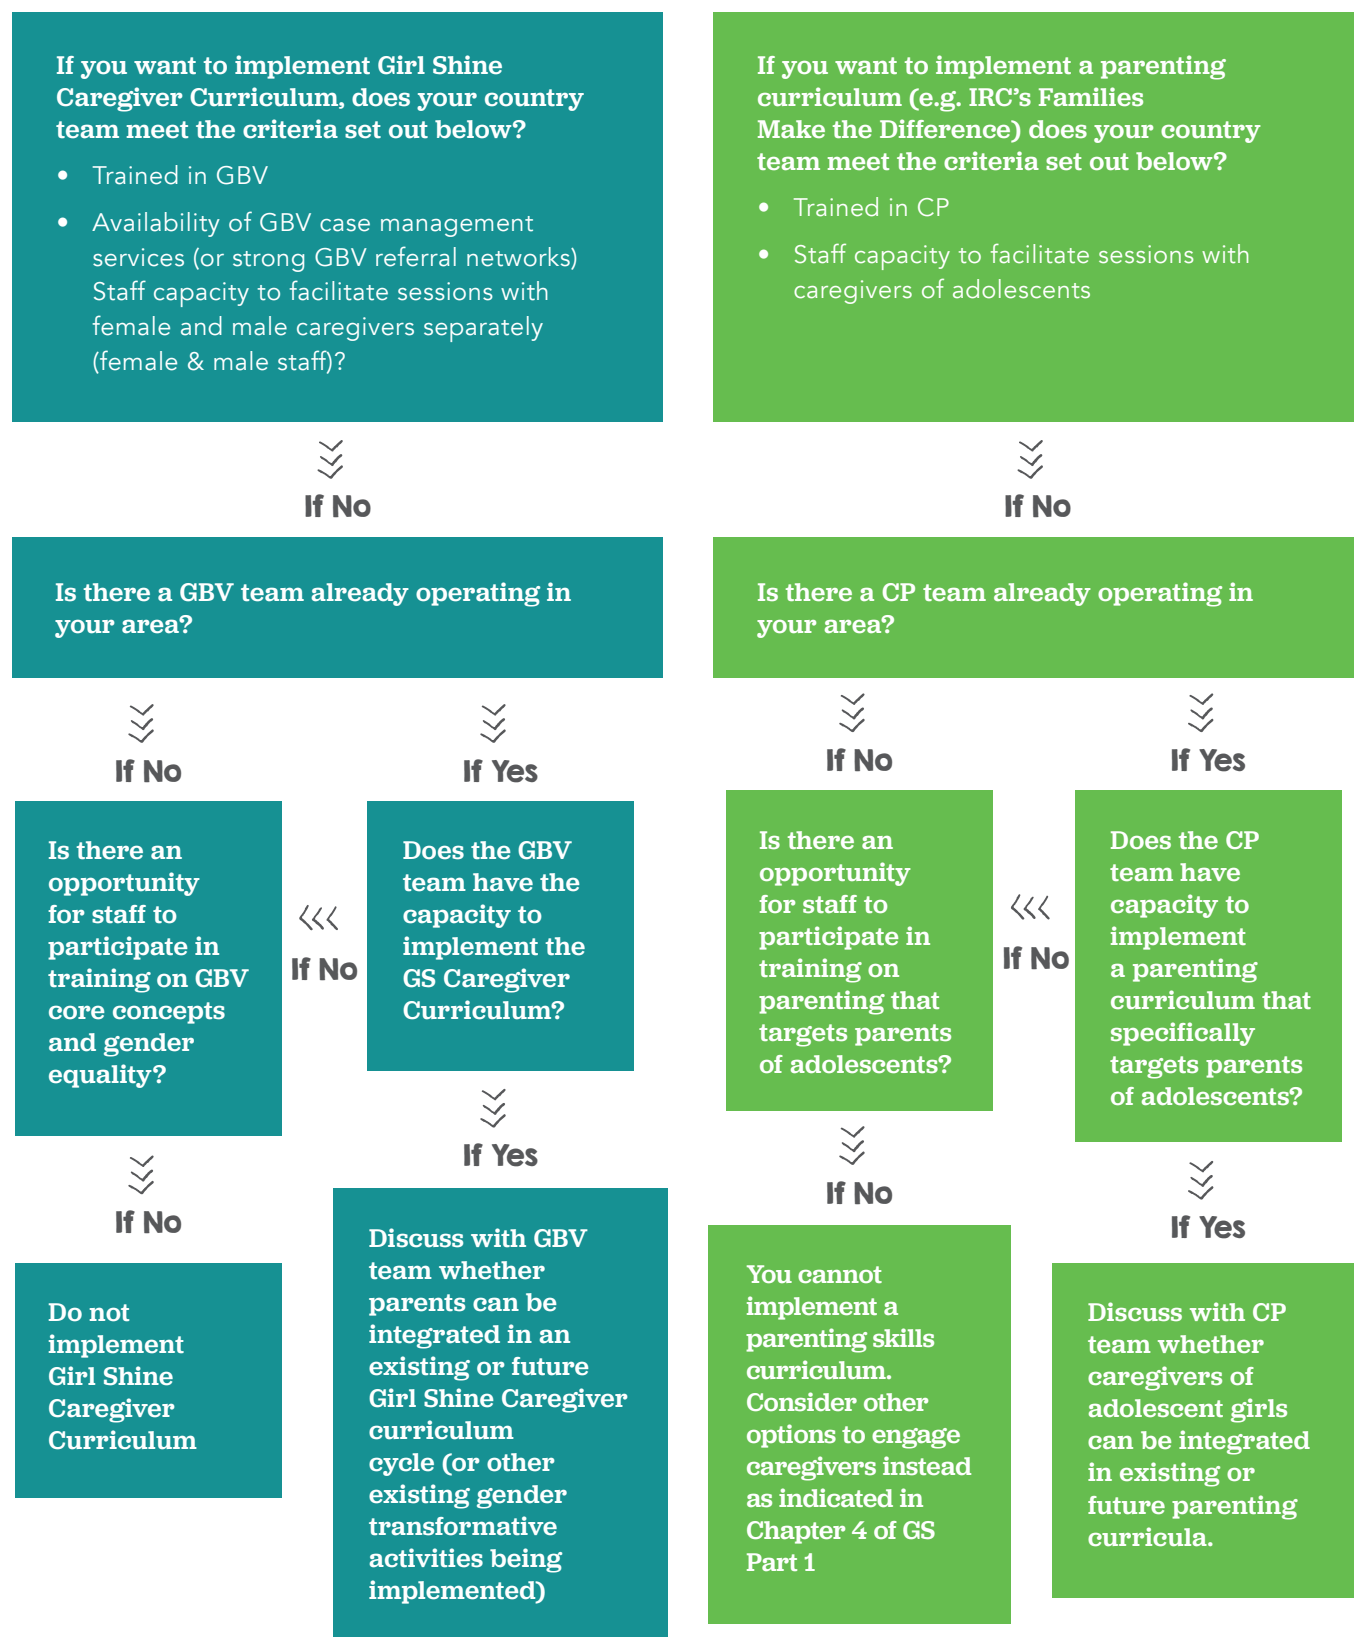 If you want to implement Girl Shine
Caregiver Curriculum, does your country
team meet the criteria set out below?
• Trained in GBV
• Availability of GBV case management
services (or strong GBV referral networks)
Staff capacity to facilitate sessions with
female and male caregivers separately
(female & male staff)?
If No
Is there a GBV team already operating in
your area?
If No
If Yes
Is there an
opportunity
for staff to
participate in
training on GBV
core concepts
and gender
equality?
If No
Does the GBV
team have the
capacity to
implement the
GS Caregiver
Curriculum?
If No
Do not
implement
Girl Shine
Caregiver
Curriculum
If Yes
Discuss with GBV
team whether
parents can be
integrated in an
existing or future
Girl Shine Caregiver
curriculum
cycle (or other
existing gender
transformative
activities being
implemented)
If you want to implement a parenting
curriculum (e.g. IRC's Families
Make the Difference) does your country
team meet the criteria set out below?
• Trained in CP
• Staff capacity to facilitate sessions with
caregivers of adolescents
If No
Is there a CP team already operating in
your area?
If No
If Yes
Is there an
opportunity
for staff to
participate in
training on
parenting that
targets parents
of adolescents?
If No
Does the CP
team have
capacity to
implement
a parenting
curriculum that
specifically
targets parents
of adolescents?
If No
You cannot
implement a
parenting skills
curriculum.
Consider other
options to engage
caregivers instead
as indicated in
Chapter 4 of GS
Part 1
If Yes
Discuss with CP
team whether
caregivers of
adolescent girls
can be integrated
in existing or
future parenting
curricula.